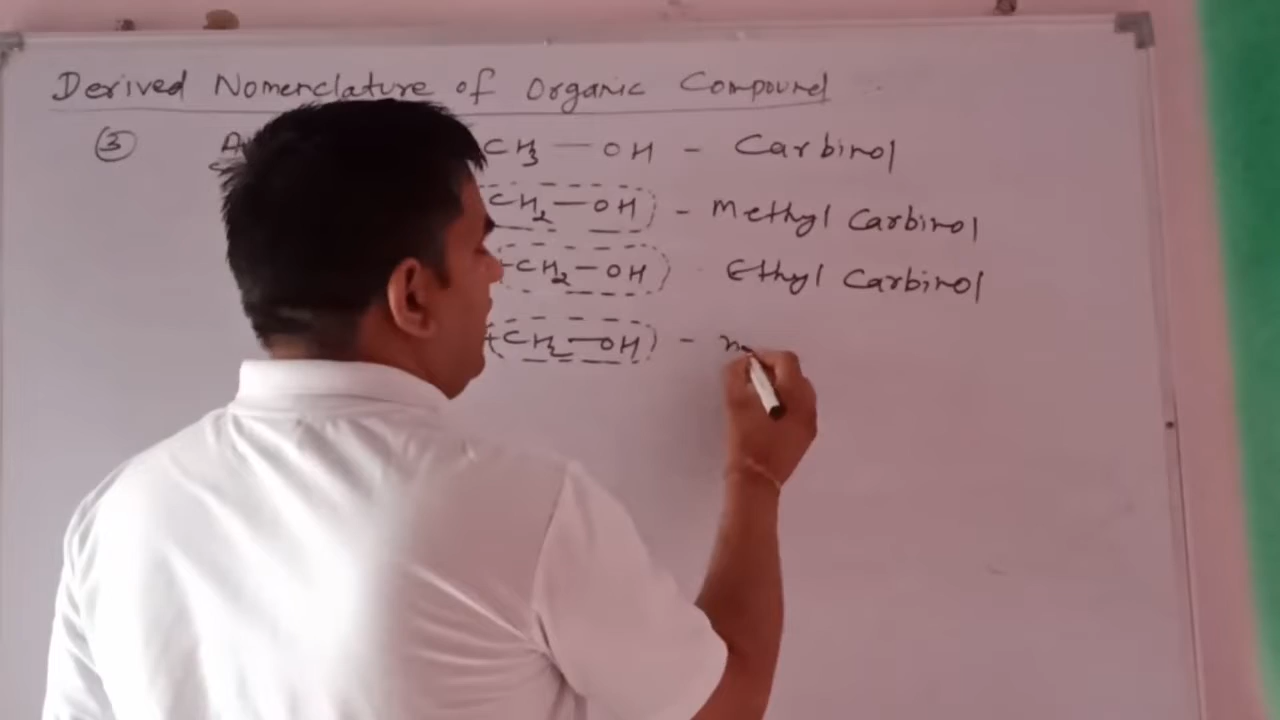 Derived Nomenclature of Organic Compound
③ CH3 — OH - Carbinol
CH2—OH - Methyl Carbinol
-CH2-OH Ethyl Carbinol
CH2—OH - n